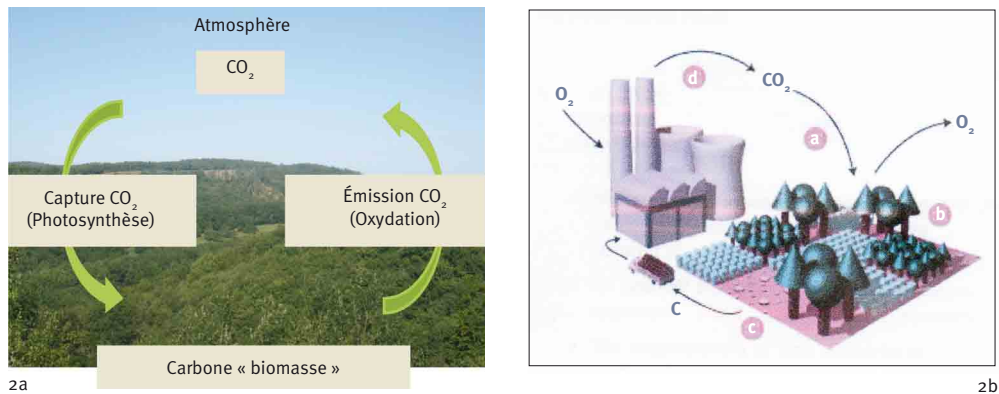 Atmosphère
CO₂
Capture CO₂
(Photosynthèse)
Émission CO₂
(Oxydation)
Carbone « biomasse »
2a
O₂
d
CO₂
a
O₂
b
C
c
2b